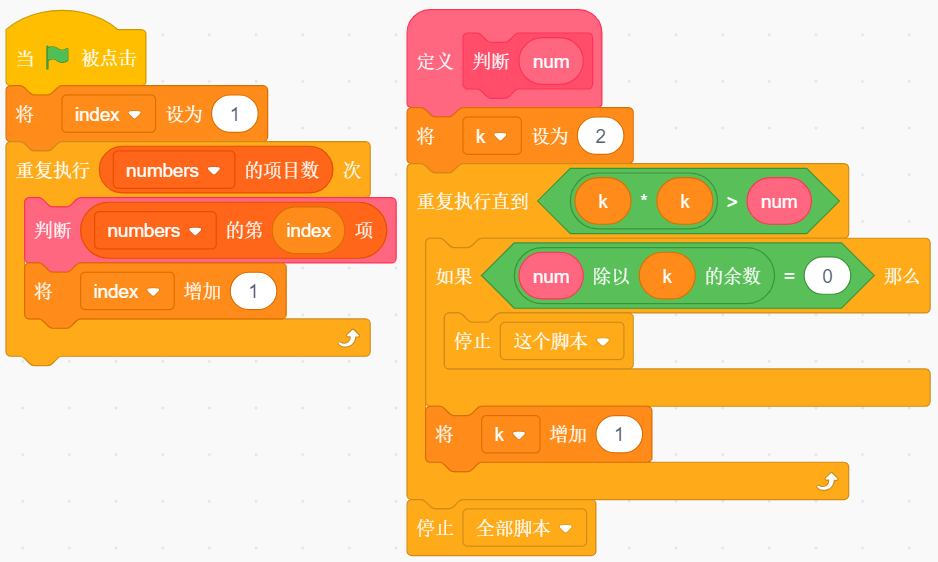 当 被点击
将 index 设为 1
重复执行 numbers 的项目数 次
判断 numbers 的第 index 项
将 index 增加 1
定义 判断 num
将 k 设为 2
重复执行直到 k * k > num
如果 num 除以 k 的余数 = 0 那么
停止 这个脚本
将 k 增加 1
停止 全部脚本